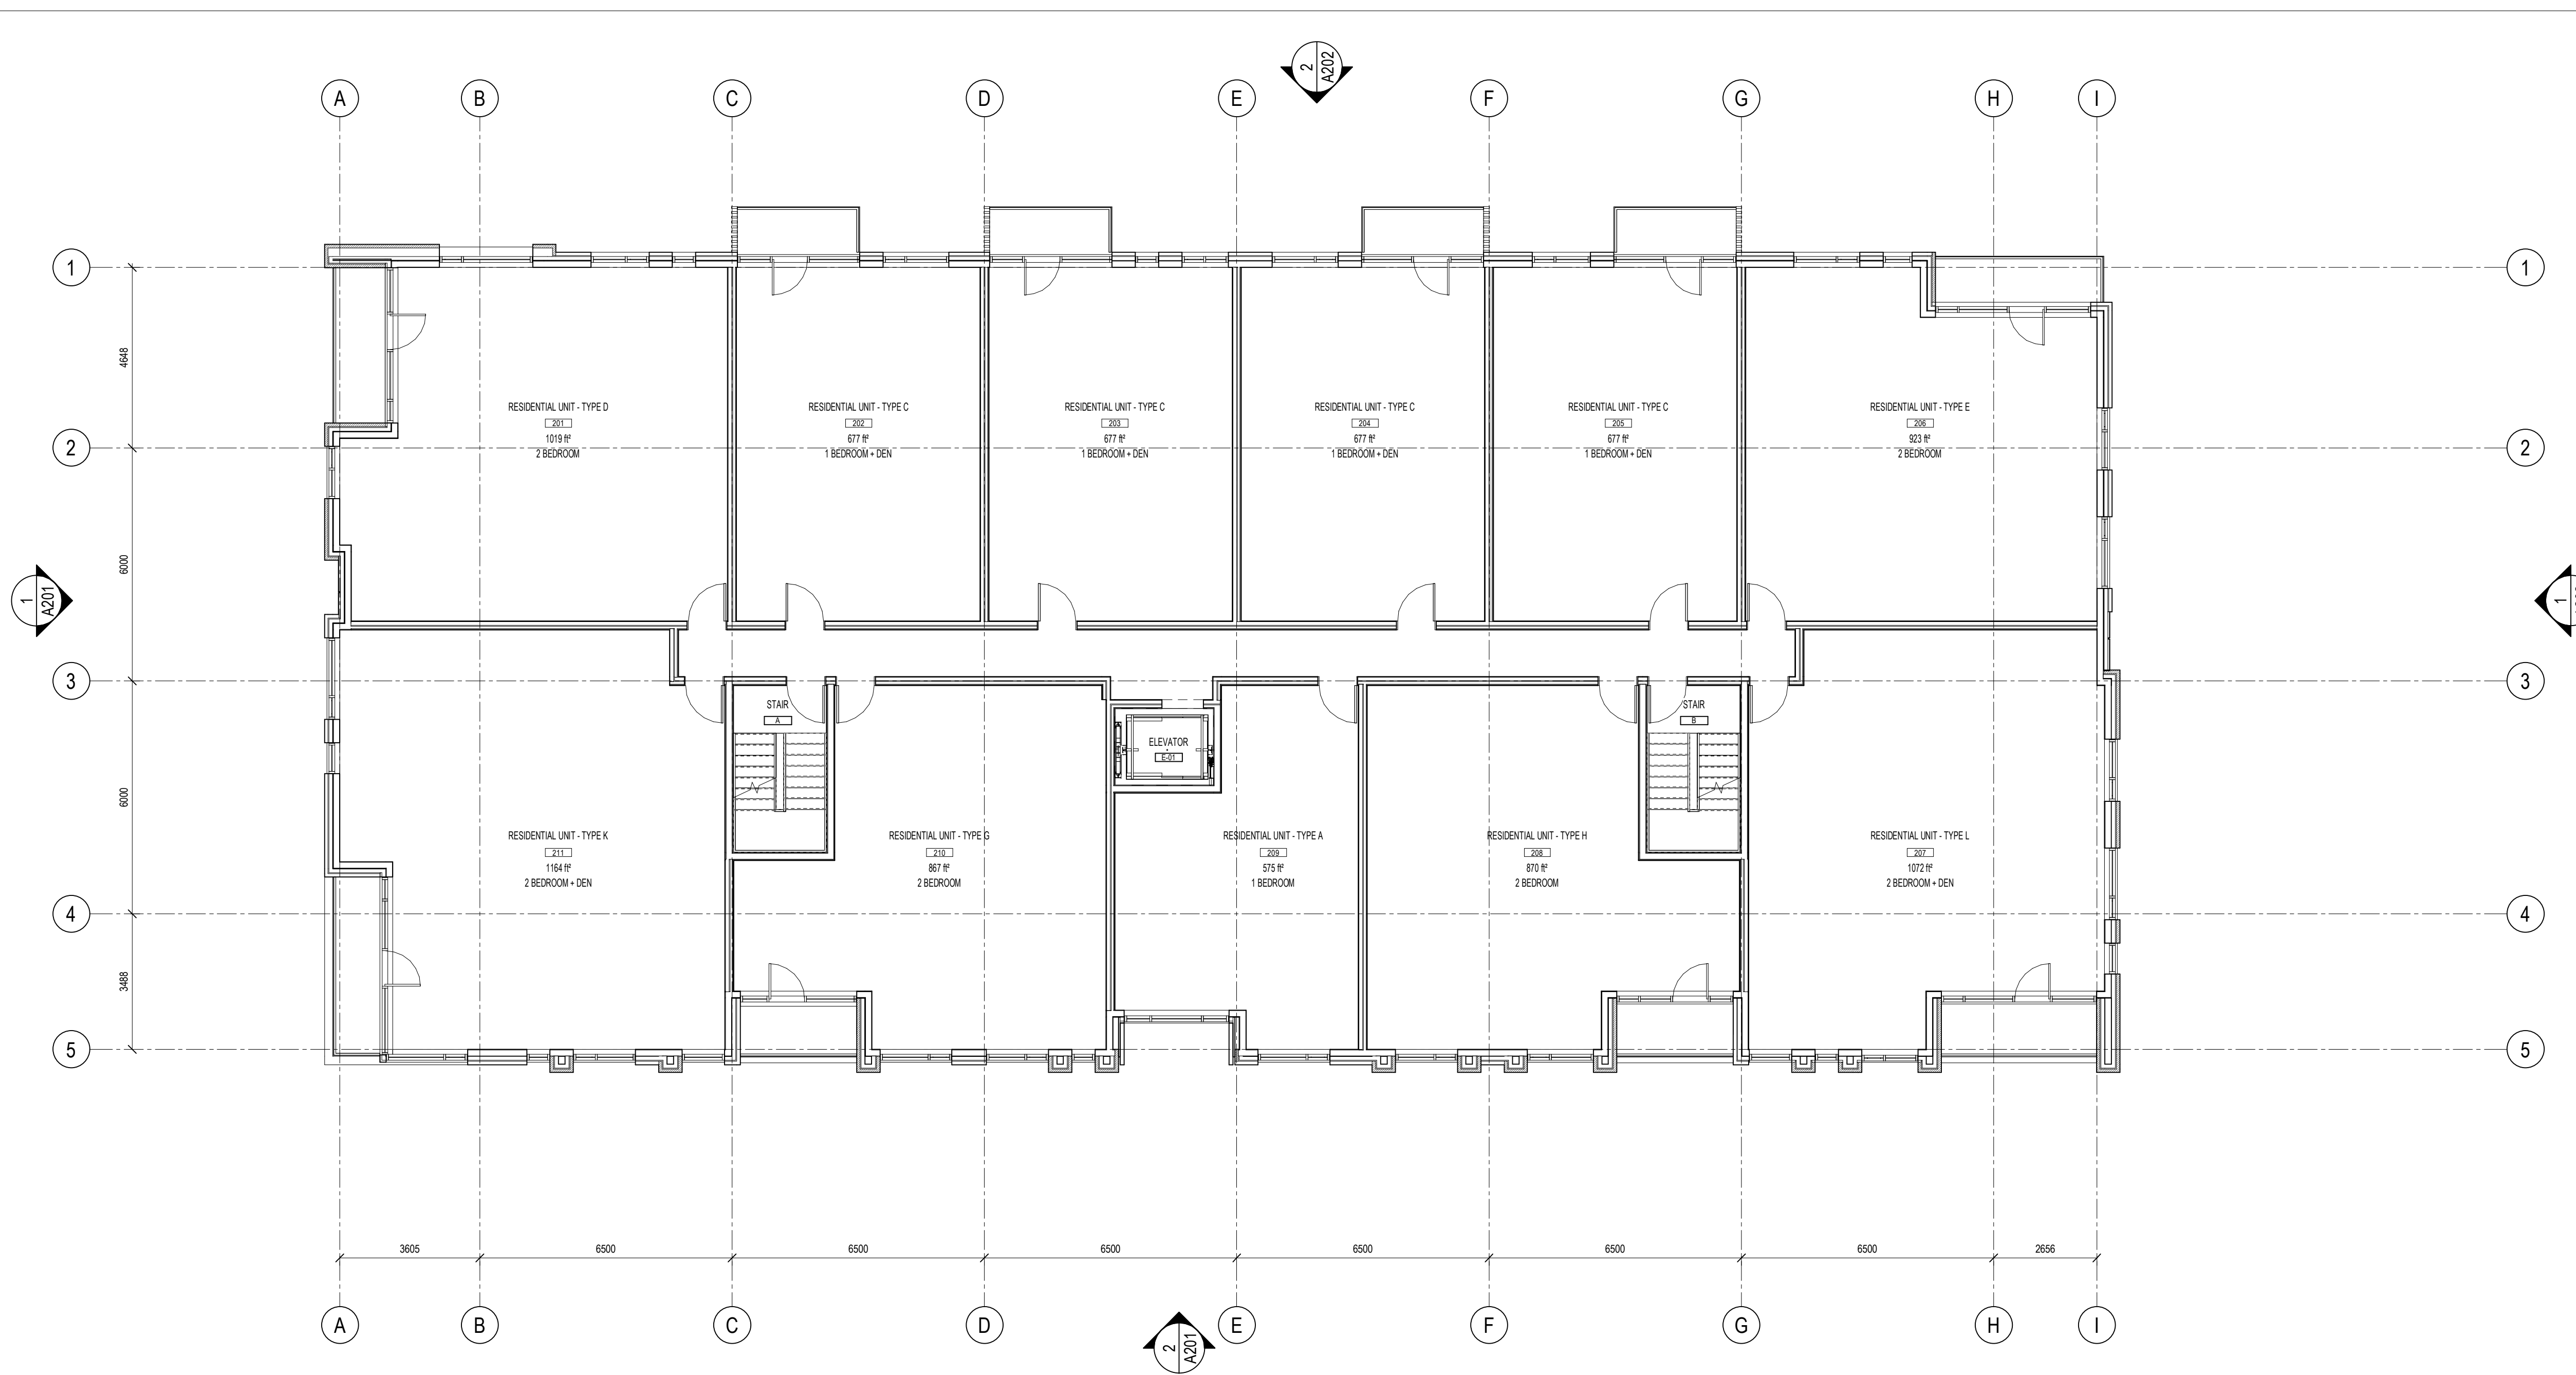 2
A202
A B C D E F G H I
1 1
4648
RESIDENTIAL UNIT - TYPE D
201
1019 ft²
2 BEDROOM
RESIDENTIAL UNIT - TYPE C
202
677 ft²
1 BEDROOM + DEN
RESIDENTIAL UNIT - TYPE C
203
677 ft²
1 BEDROOM + DEN
RESIDENTIAL UNIT - TYPE C
204
677 ft²
1 BEDROOM + DEN
RESIDENTIAL UNIT - TYPE C
205
677 ft²
1 BEDROOM + DEN
RESIDENTIAL UNIT - TYPE E
206
923 ft²
2 BEDROOM
2 2
6000
1
A201
1
3 3
STAIR
A
ELEVATOR
E-01
STAIR
B
6000
RESIDENTIAL UNIT - TYPE K
211
1164 ft²
2 BEDROOM + DEN
RESIDENTIAL UNIT - TYPE G
210
867 ft²
2 BEDROOM
RESIDENTIAL UNIT - TYPE A
209
575 ft²
1 BEDROOM
RESIDENTIAL UNIT - TYPE H
208
870 ft²
2 BEDROOM
RESIDENTIAL UNIT - TYPE L
207
1072 ft²
2 BEDROOM + DEN
4 4
3488
5 5
3605 6500 6500 6500 6500 6500 6500 2656
A B C D E F G H I
2
A201